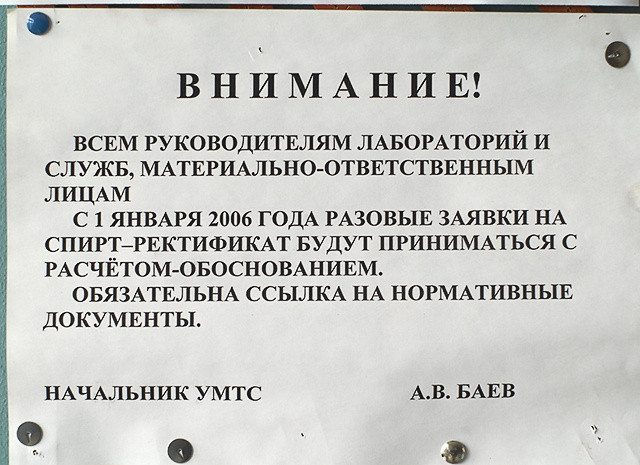 ВНИМАНИЕ!
ВСЕМ РУКОВОДИТЕЛЯМ ЛАБОРАТОРИЙ И
СЛУЖБ, МАТЕРИАЛЬНО-ОТВЕТСТВЕННЫМ
ЛИЦАМ
С 1 ЯНВАРЯ 2006 ГОДА РАЗОВЫЕ ЗАЯВКИ НА
СПИРТ–РЕКТИФИКАТ БУДУТ ПРИНИМАТЬСЯ С
РАСЧЁТОМ-ОБОСНОВАНИЕМ.
ОБЯЗАТЕЛЬНА ССЫЛКА НА НОРМАТИВНЫЕ
ДОКУМЕНТЫ.
НАЧАЛЬНИК УМТС А.В. БАЕВ